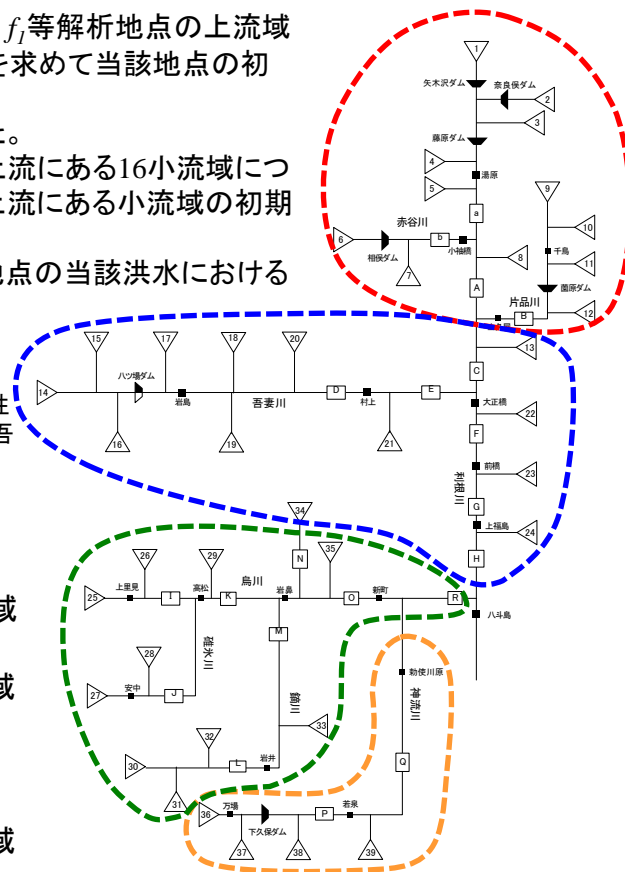 f₁等解析地点の上流域
を求めて当該地点の初
た。
上流にある16小流域につ
上流にある小流域の初期
地点の当該洪水における
性
吾
域
域
域
1
矢木沢ダム
奈良俣ダム
2
3
藤原ダム
4
湯原
5
9
10
千鳥
11
薗原ダム
12
a
赤谷川
6
相俣ダム
7
b
小袖橋
8
A
片品川
B
13
C
15
17
18
20
14
八ツ場ダム
岩島
吾妻川
D
村上
E
16
19
21
大正橋
22
F
前橋
23
利根川
G
上福島
24
H
34
26
29
35
N
烏川
25
上里見
I
高松
K
岩鼻
O
新町
R
八斗島
28
碓氷川
M
27
安中
J
鏑川
勅使川原
神流川
32
33
30
L
岩井
31
Q
36
万場
下久保ダム
P
若泉
37
38
39